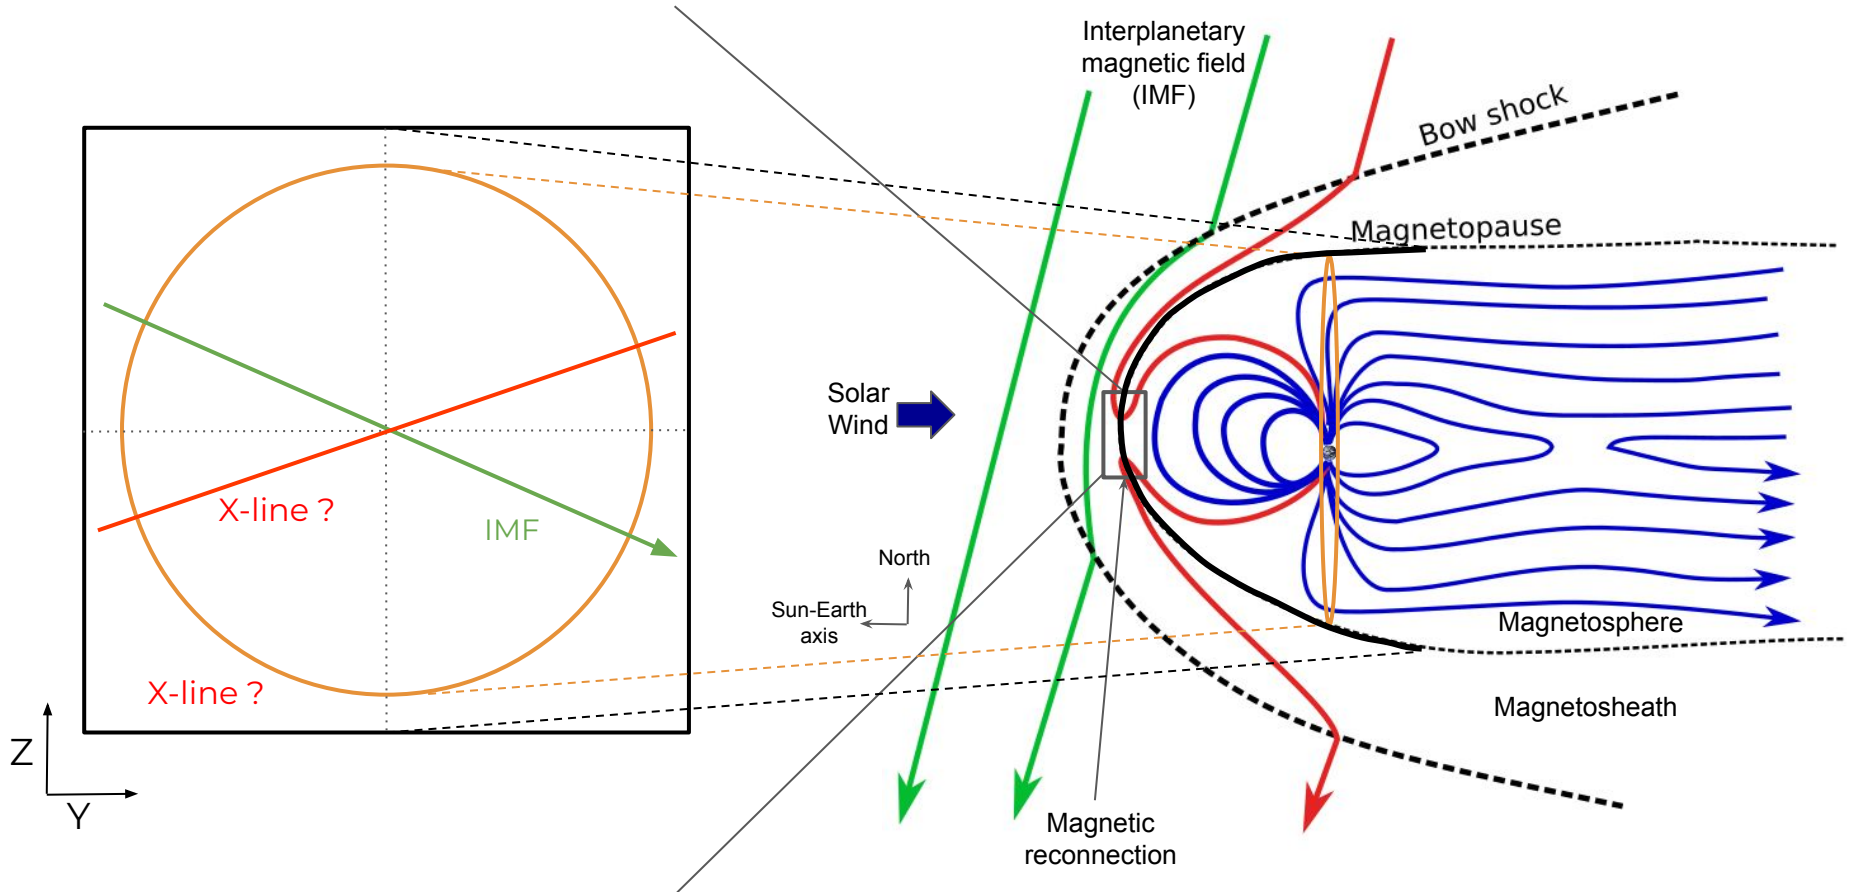 Interplanetary
magnetic field
(IMF)
Bow shock
Magnetopause
Solar
Wind
X-line ?
IMF
North
Sun-Earth
axis
Magnetosphere
X-line ?
Magnetosheath
Z
Y
Magnetic
reconnection